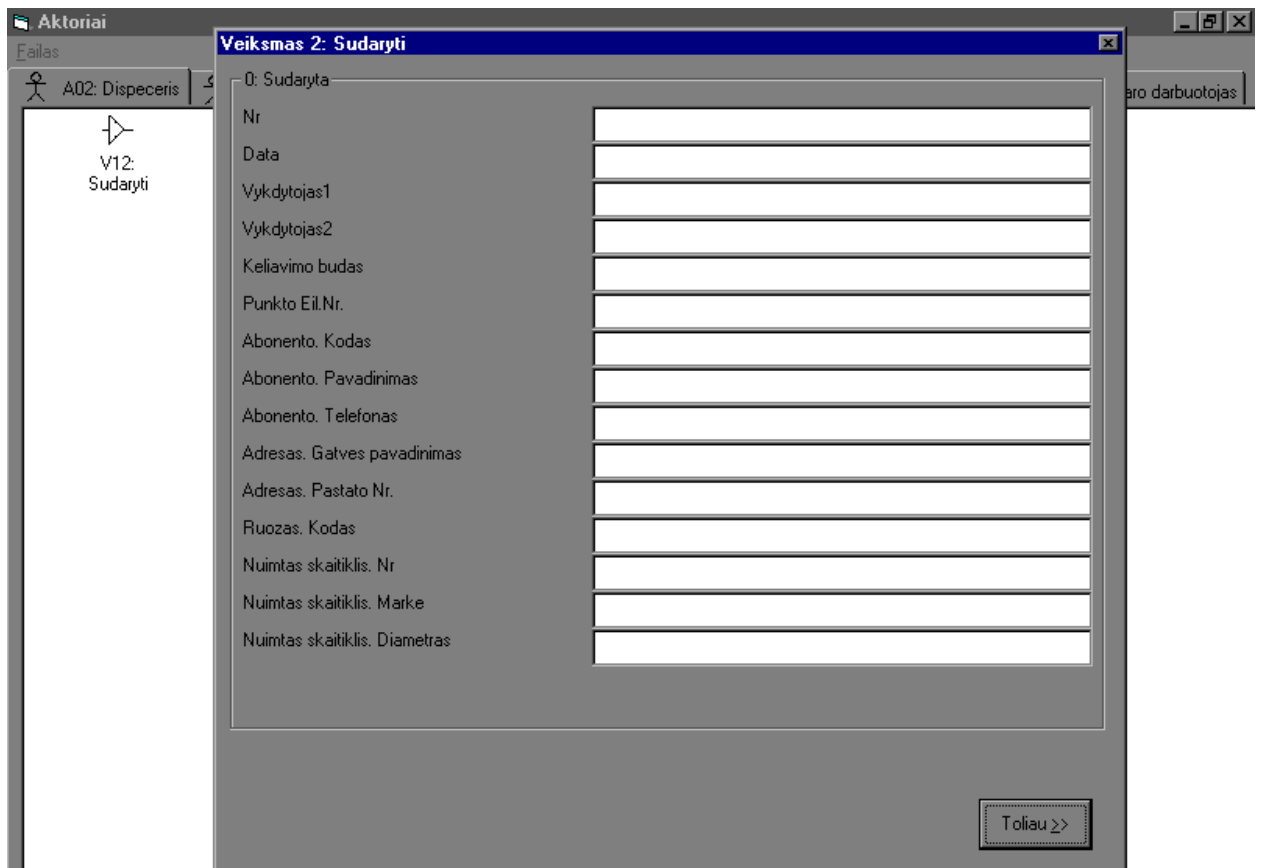 Aktoriai
Failas
Veiksmas 2: Sudaryti
A02: Dispeceris
darbuotojas
V12:
Sudaryti
0: Sudaryta
Nr
Data
Vykdytojas1
Vykdytojas2
Keliavimo budas
Punkto Eil.Nr.
Abonento. Kodas
Abonento. Pavadinimas
Abonento. Telefonas
Adresas. Gatves pavadinimas
Adresas. Pastato Nr.
Ruozas. Kodas
Nuimtas skaitiklis. Nr
Nuimtas skaitiklis. Marke
Nuimtas skaitiklis. Diametras
Toliau >>